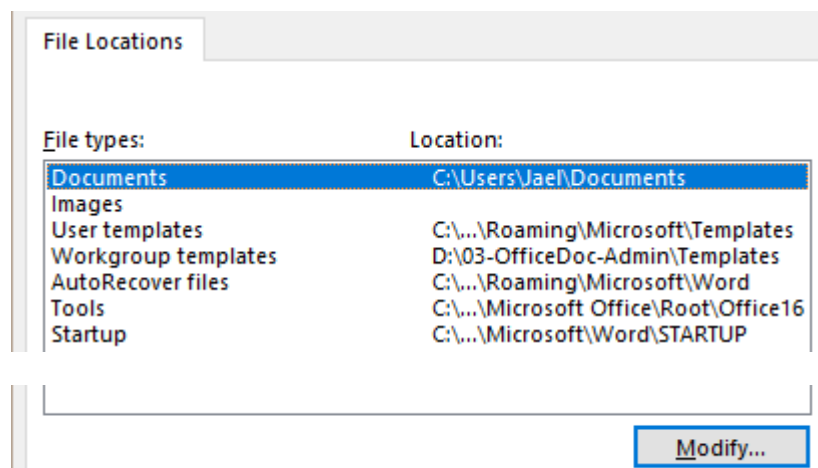 File Locations
File types: Location:
Documents C:\Users\Jael\Documents
Images
User templates C:\...\Roaming\Microsoft\Templates
Workgroup templates D:\03-OfficeDoc-Admin\Templates
AutoRecover files C:\...\Roaming\Microsoft\Word
Tools C:\...\Microsoft Office\Root\Office16
Startup C:\...\Microsoft\Word\STARTUP
Modify...